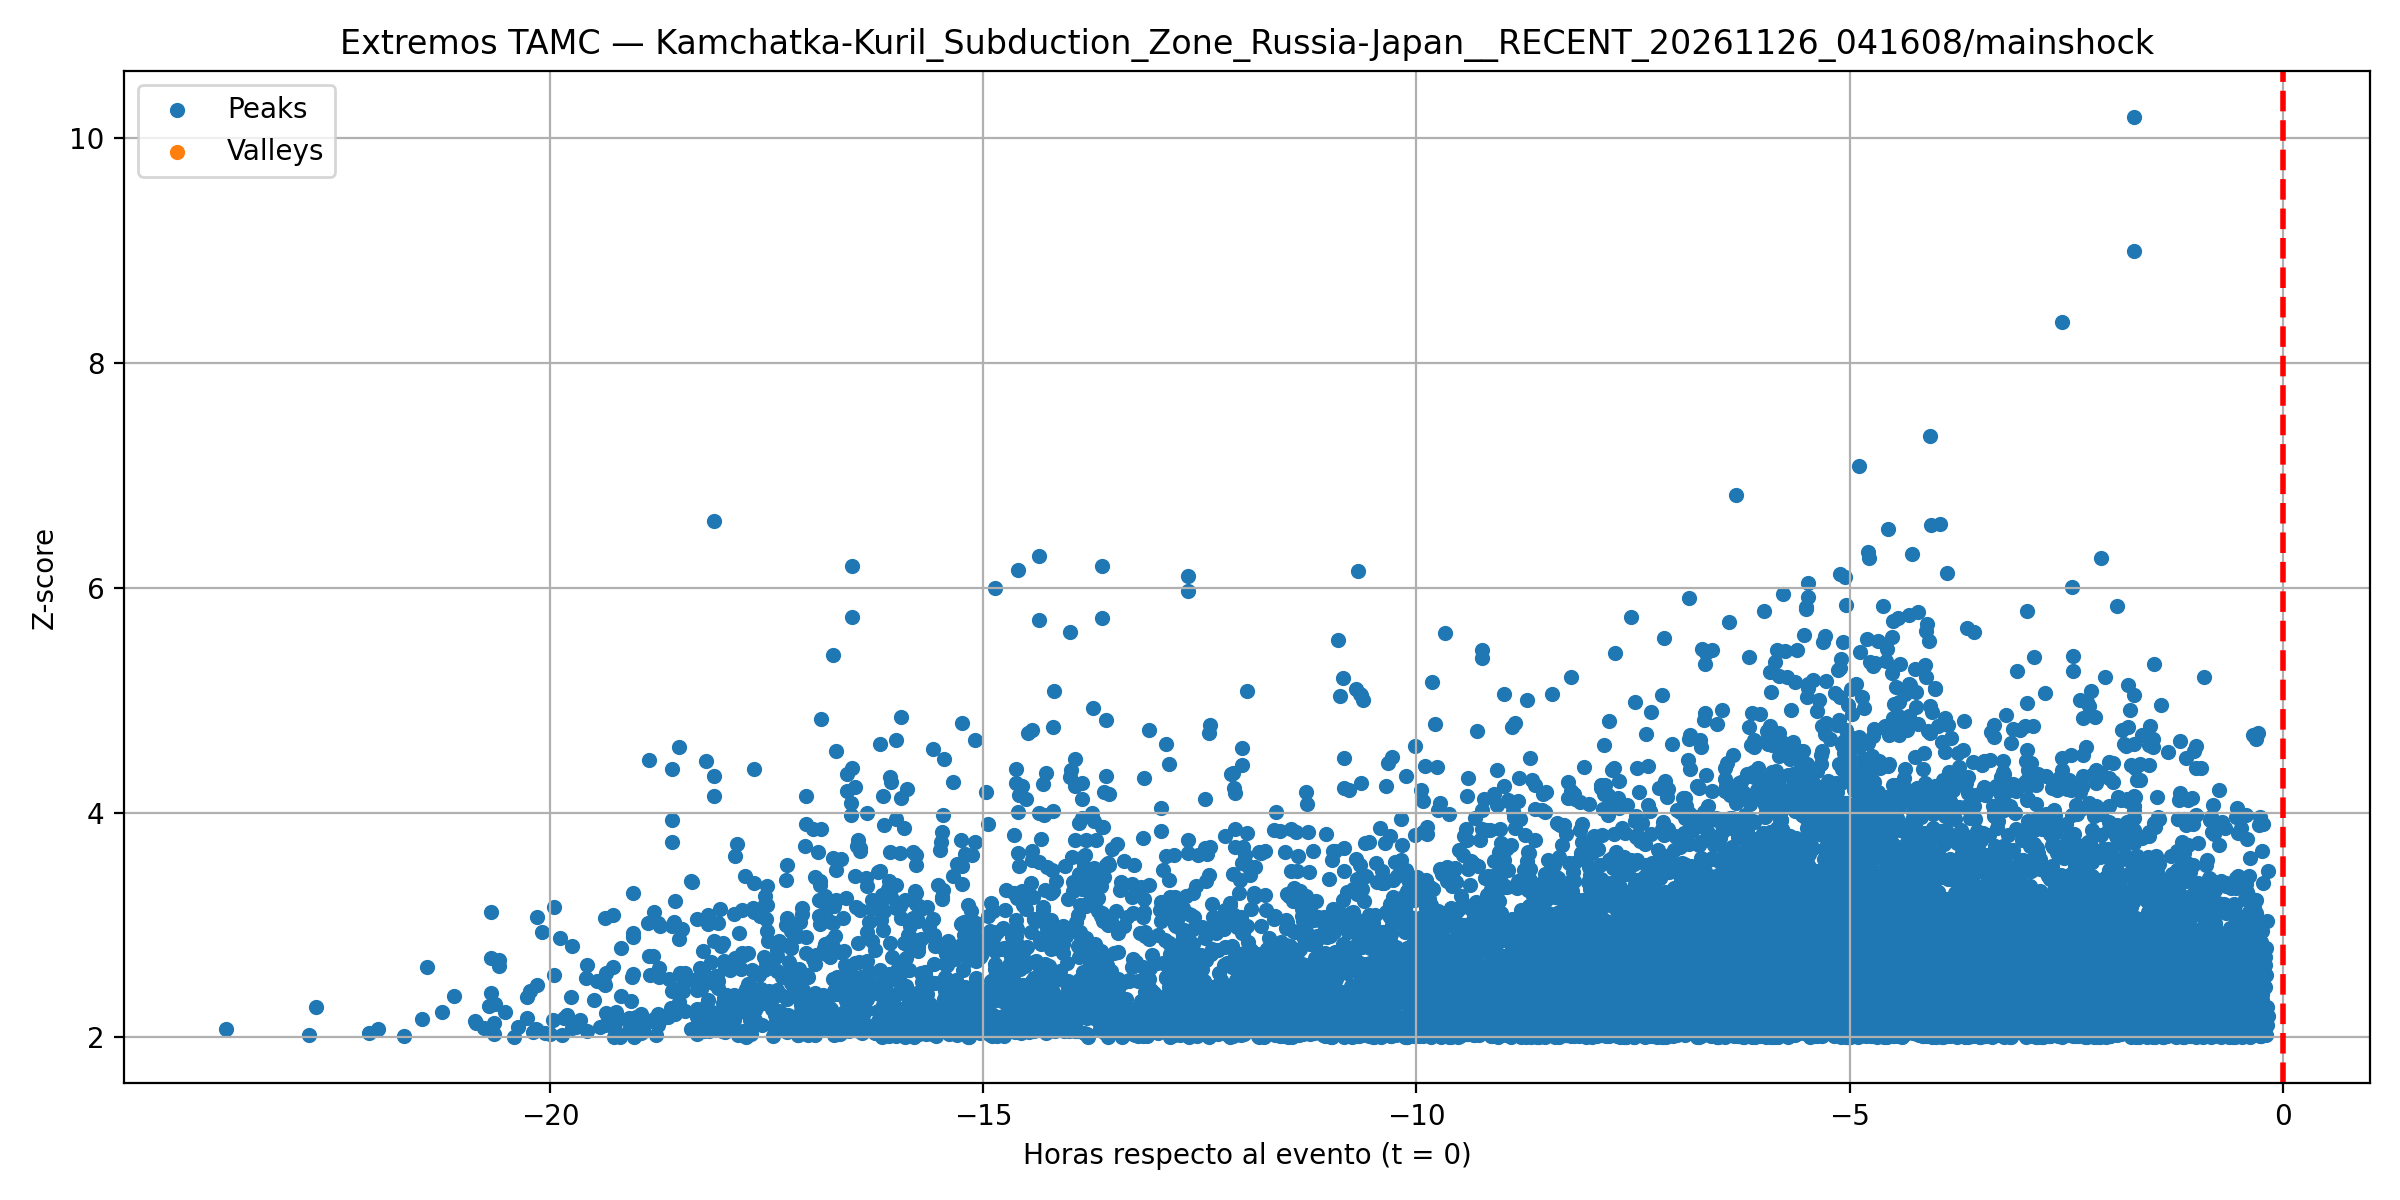 Extremos TAMC — Kamchatka-Kuril_Subduction_Zone_Russia-Japan__RECENT_20261126_041608/mainshock
Peaks
Valleys
10
8
6
4
2
Z-score
−20 −15 −10 −5 0
Horas respecto al evento (t = 0)